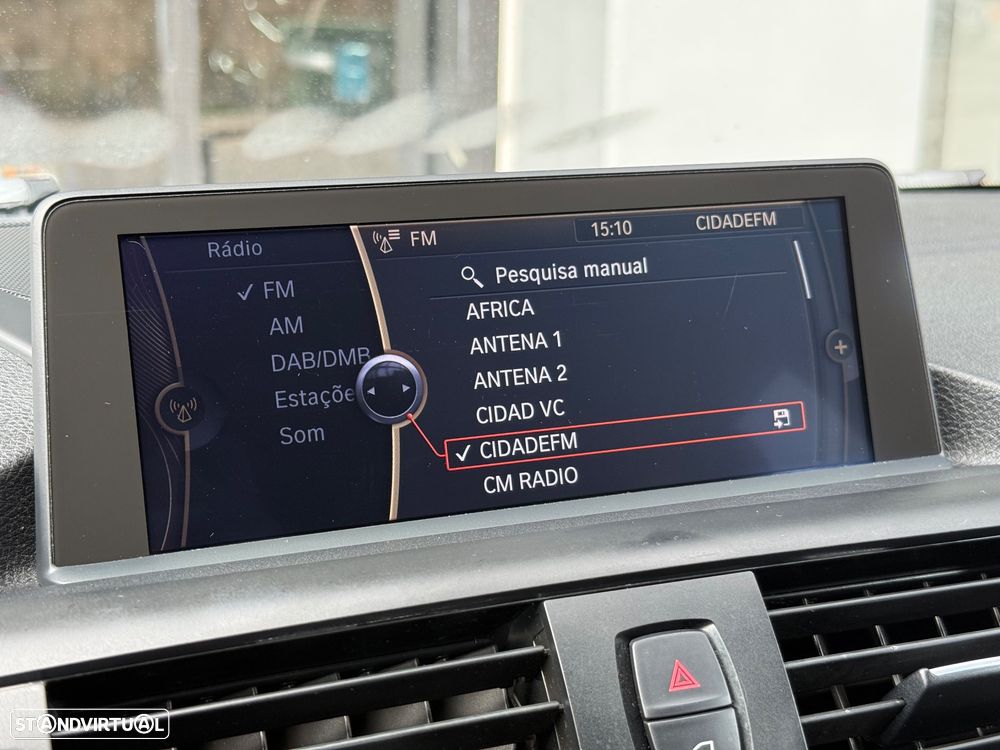 Rádio
FM
AM
DAB/DMB
Estaçõe
Som
FM
15:10
CIDADEFM
Pesquisa manual
AFRICA
ANTENA 1
ANTENA 2
CIDAD VC
CIDADEFM
CM RADIO
STANDVIRTUAL